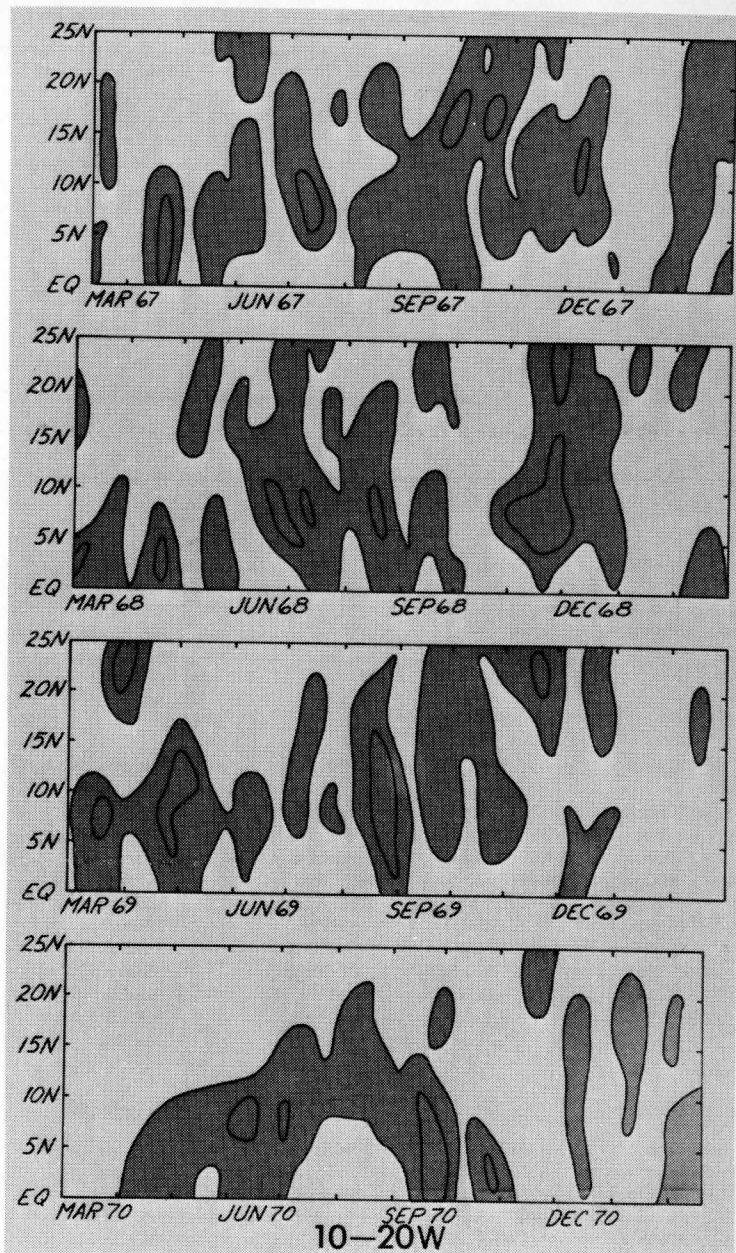 25N
20N
15N
10N
5N
EQ
MAR 67 JUN 67 SEP 67 DEC 67
25N
20N
15N
10N
5N
EQ
MAR 68 JUN 68 SEP 68 DEC 68
25N
20N
15N
10N
5N
EQ
MAR 69 JUN 69 SEP 69 DEC 69
25N
20N
15N
10N
5N
EQ
MAR 70 JUN 70 SEP 70 DEC 70
10–20W